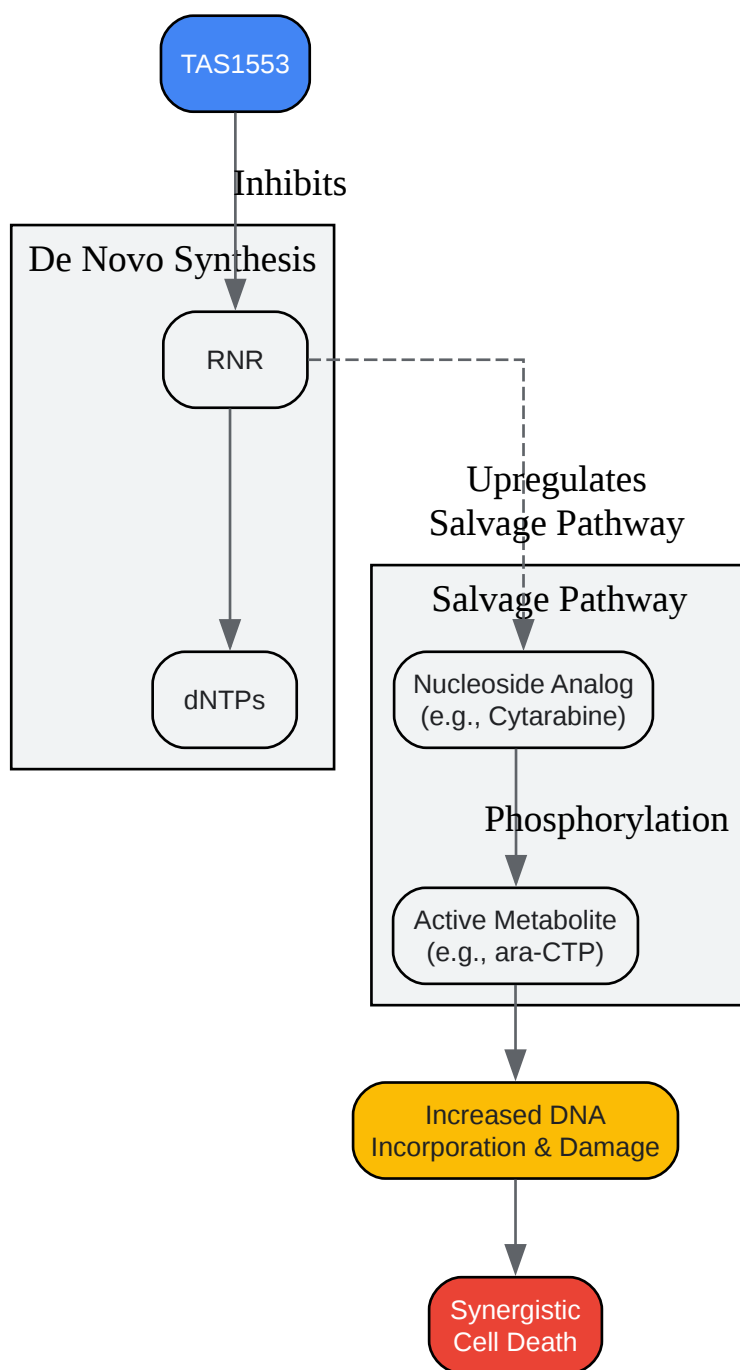 TAS1553
Inhibits
De Novo Synthesis
RNR
Upregulates
Salvage Pathway
Salvage Pathway
dNTPs
Nucleoside Analog
(e.g., Cytarabine)
Phosphorylation
Active Metabolite
(e.g., ara-CTP)
Increased DNA
Incorporation & Damage
Synergistic
Cell Death